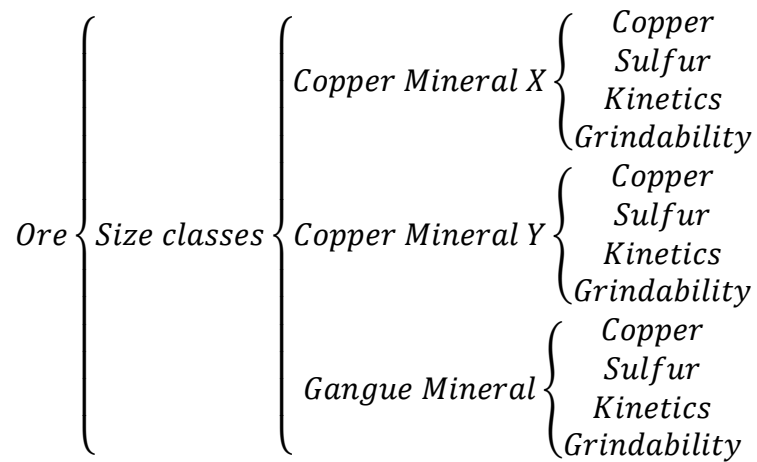 Ore
Size classes
Copper Mineral X
Copper
Sulfur
Kinetics
Grindability
Copper Mineral Y
Copper
Sulfur
Kinetics
Grindability
Gangue Mineral
Copper
Sulfur
Kinetics
Grindability